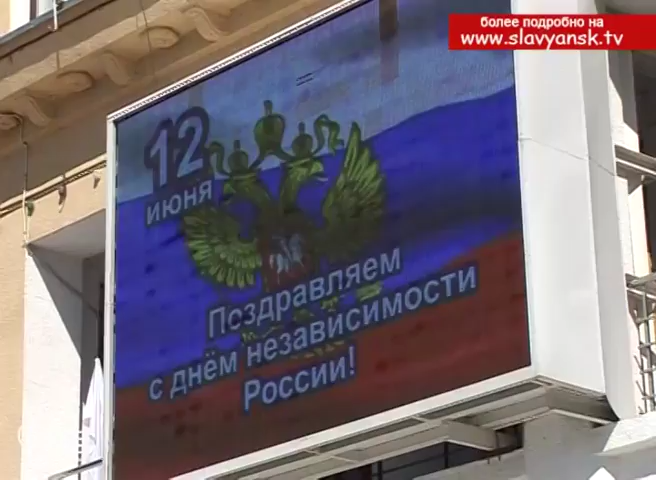 более подробно на
www.slavyansk.tv
12
июня
Поздравляем
с днём независимости
России!